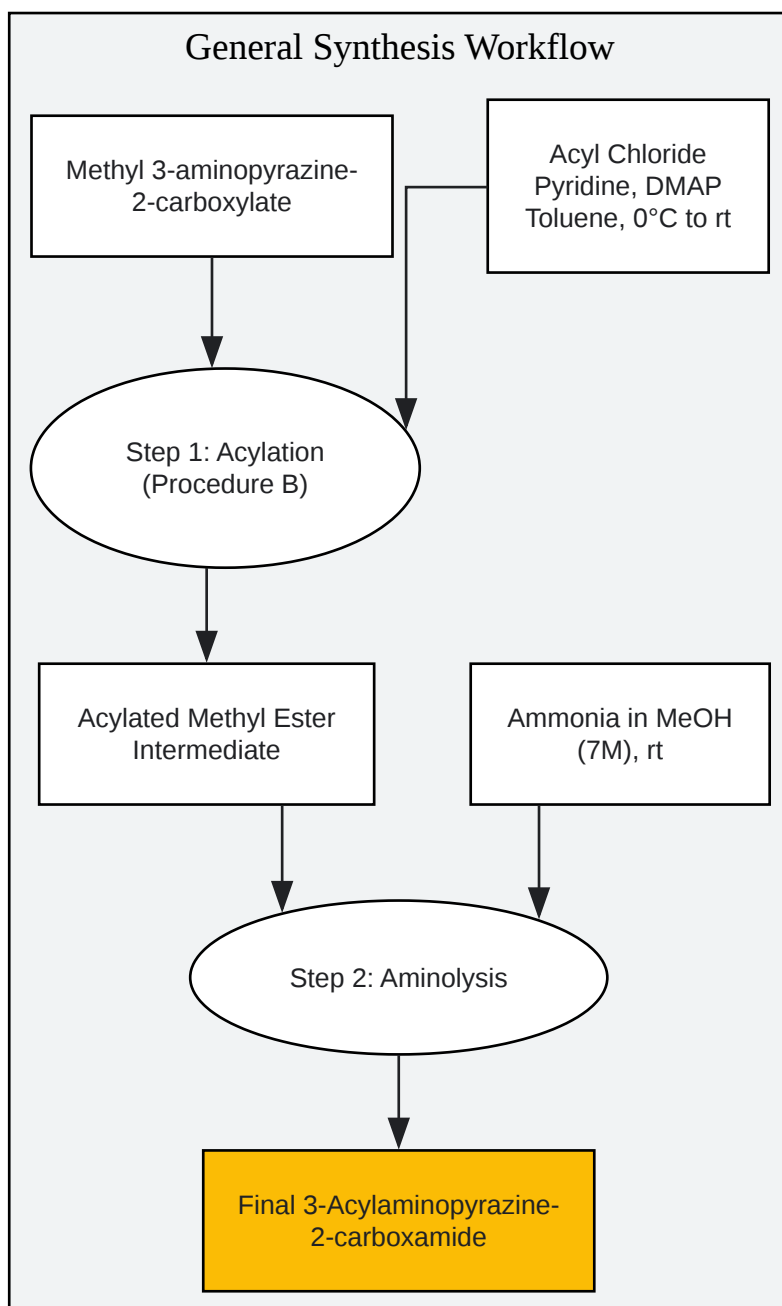 General Synthesis Workflow
Methyl 3-aminopyrazine-
2-carboxylate
Acyl Chloride
Pyridine, DMAP
Toluene, 0°C to rt
Step 1: Acylation
(Procedure B)
Acylated Methyl Ester
Intermediate
Ammonia in MeOH
(7M), rt
Step 2: Aminolysis
Final 3-Acylaminopyrazine-
2-carboxamide